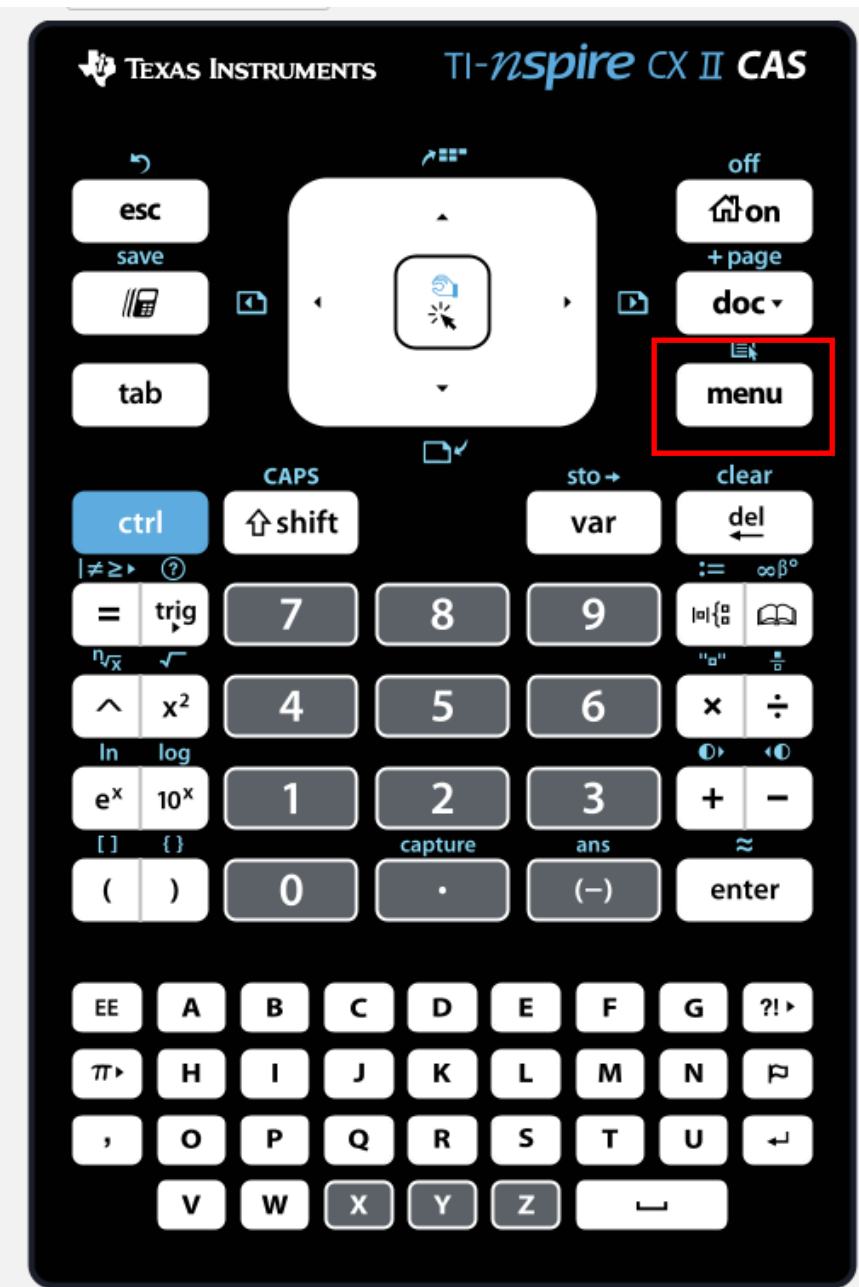 TEXAS INSTRUMENTS TI-nspire CX II CAS
off
esc
on
save
+ page
doc
tab
menu
CAPS
sto →
clear
ctrl
shift
var
del
| ≠ ≥ ▸ ?
:= ∞β°
= trig
7
8
9
ⁿ√x √
"▫"
^ x²
4
5
6
× ÷
ln log
eˣ 10ˣ
1
2
3
+ −
[ ] { }
capture
ans
≈
( )
0
.
(−)
enter
EE A B C D E F G ?! ▸
π ▸ H I J K L M N
, O P Q R S T U ↵
V W X Y Z